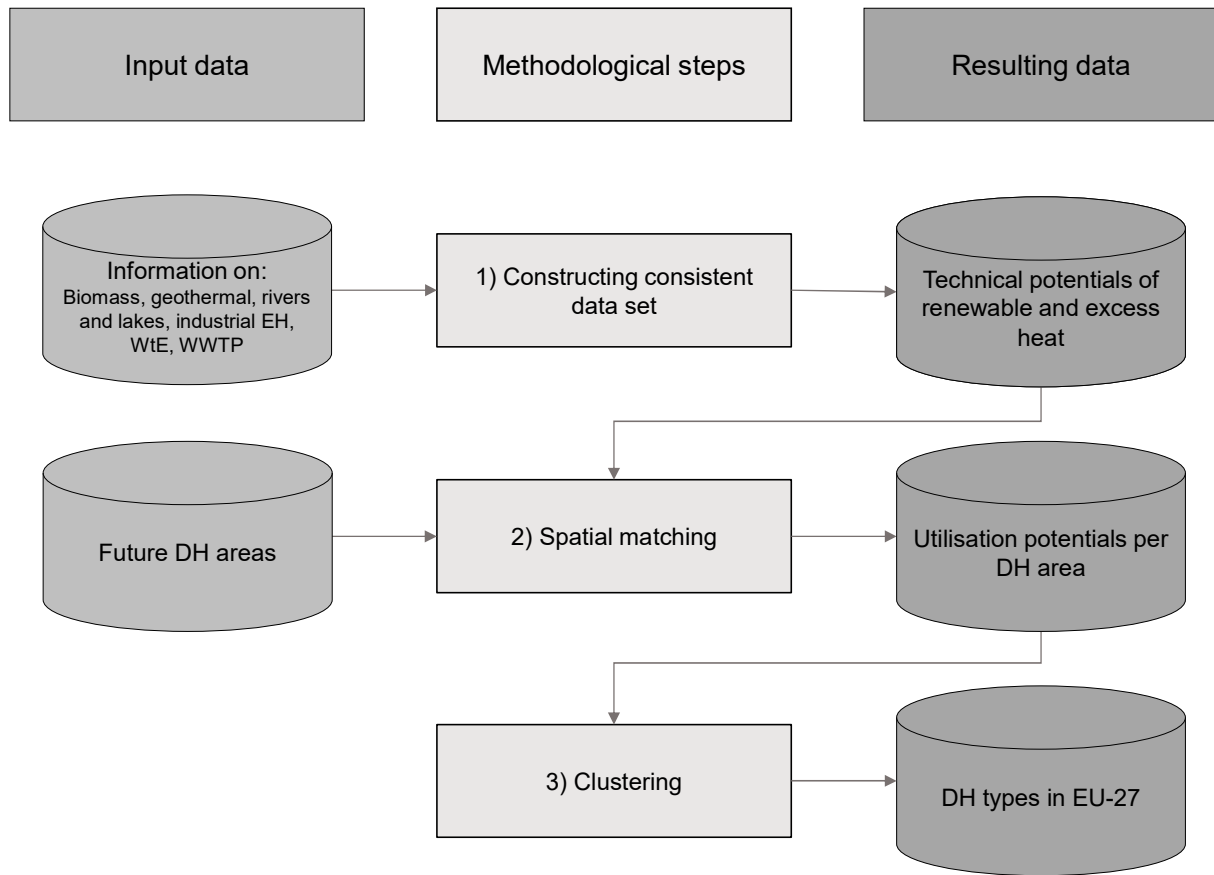 Input data
Methodological steps
Resulting data
Information on:
Biomass, geothermal, rivers
and lakes, industrial EH,
WtE, WWTP
1) Constructing consistent
data set
Technical potentials of
renewable and excess
heat
Future DH areas
2) Spatial matching
Utilisation potentials per
DH area
3) Clustering
DH types in EU-27